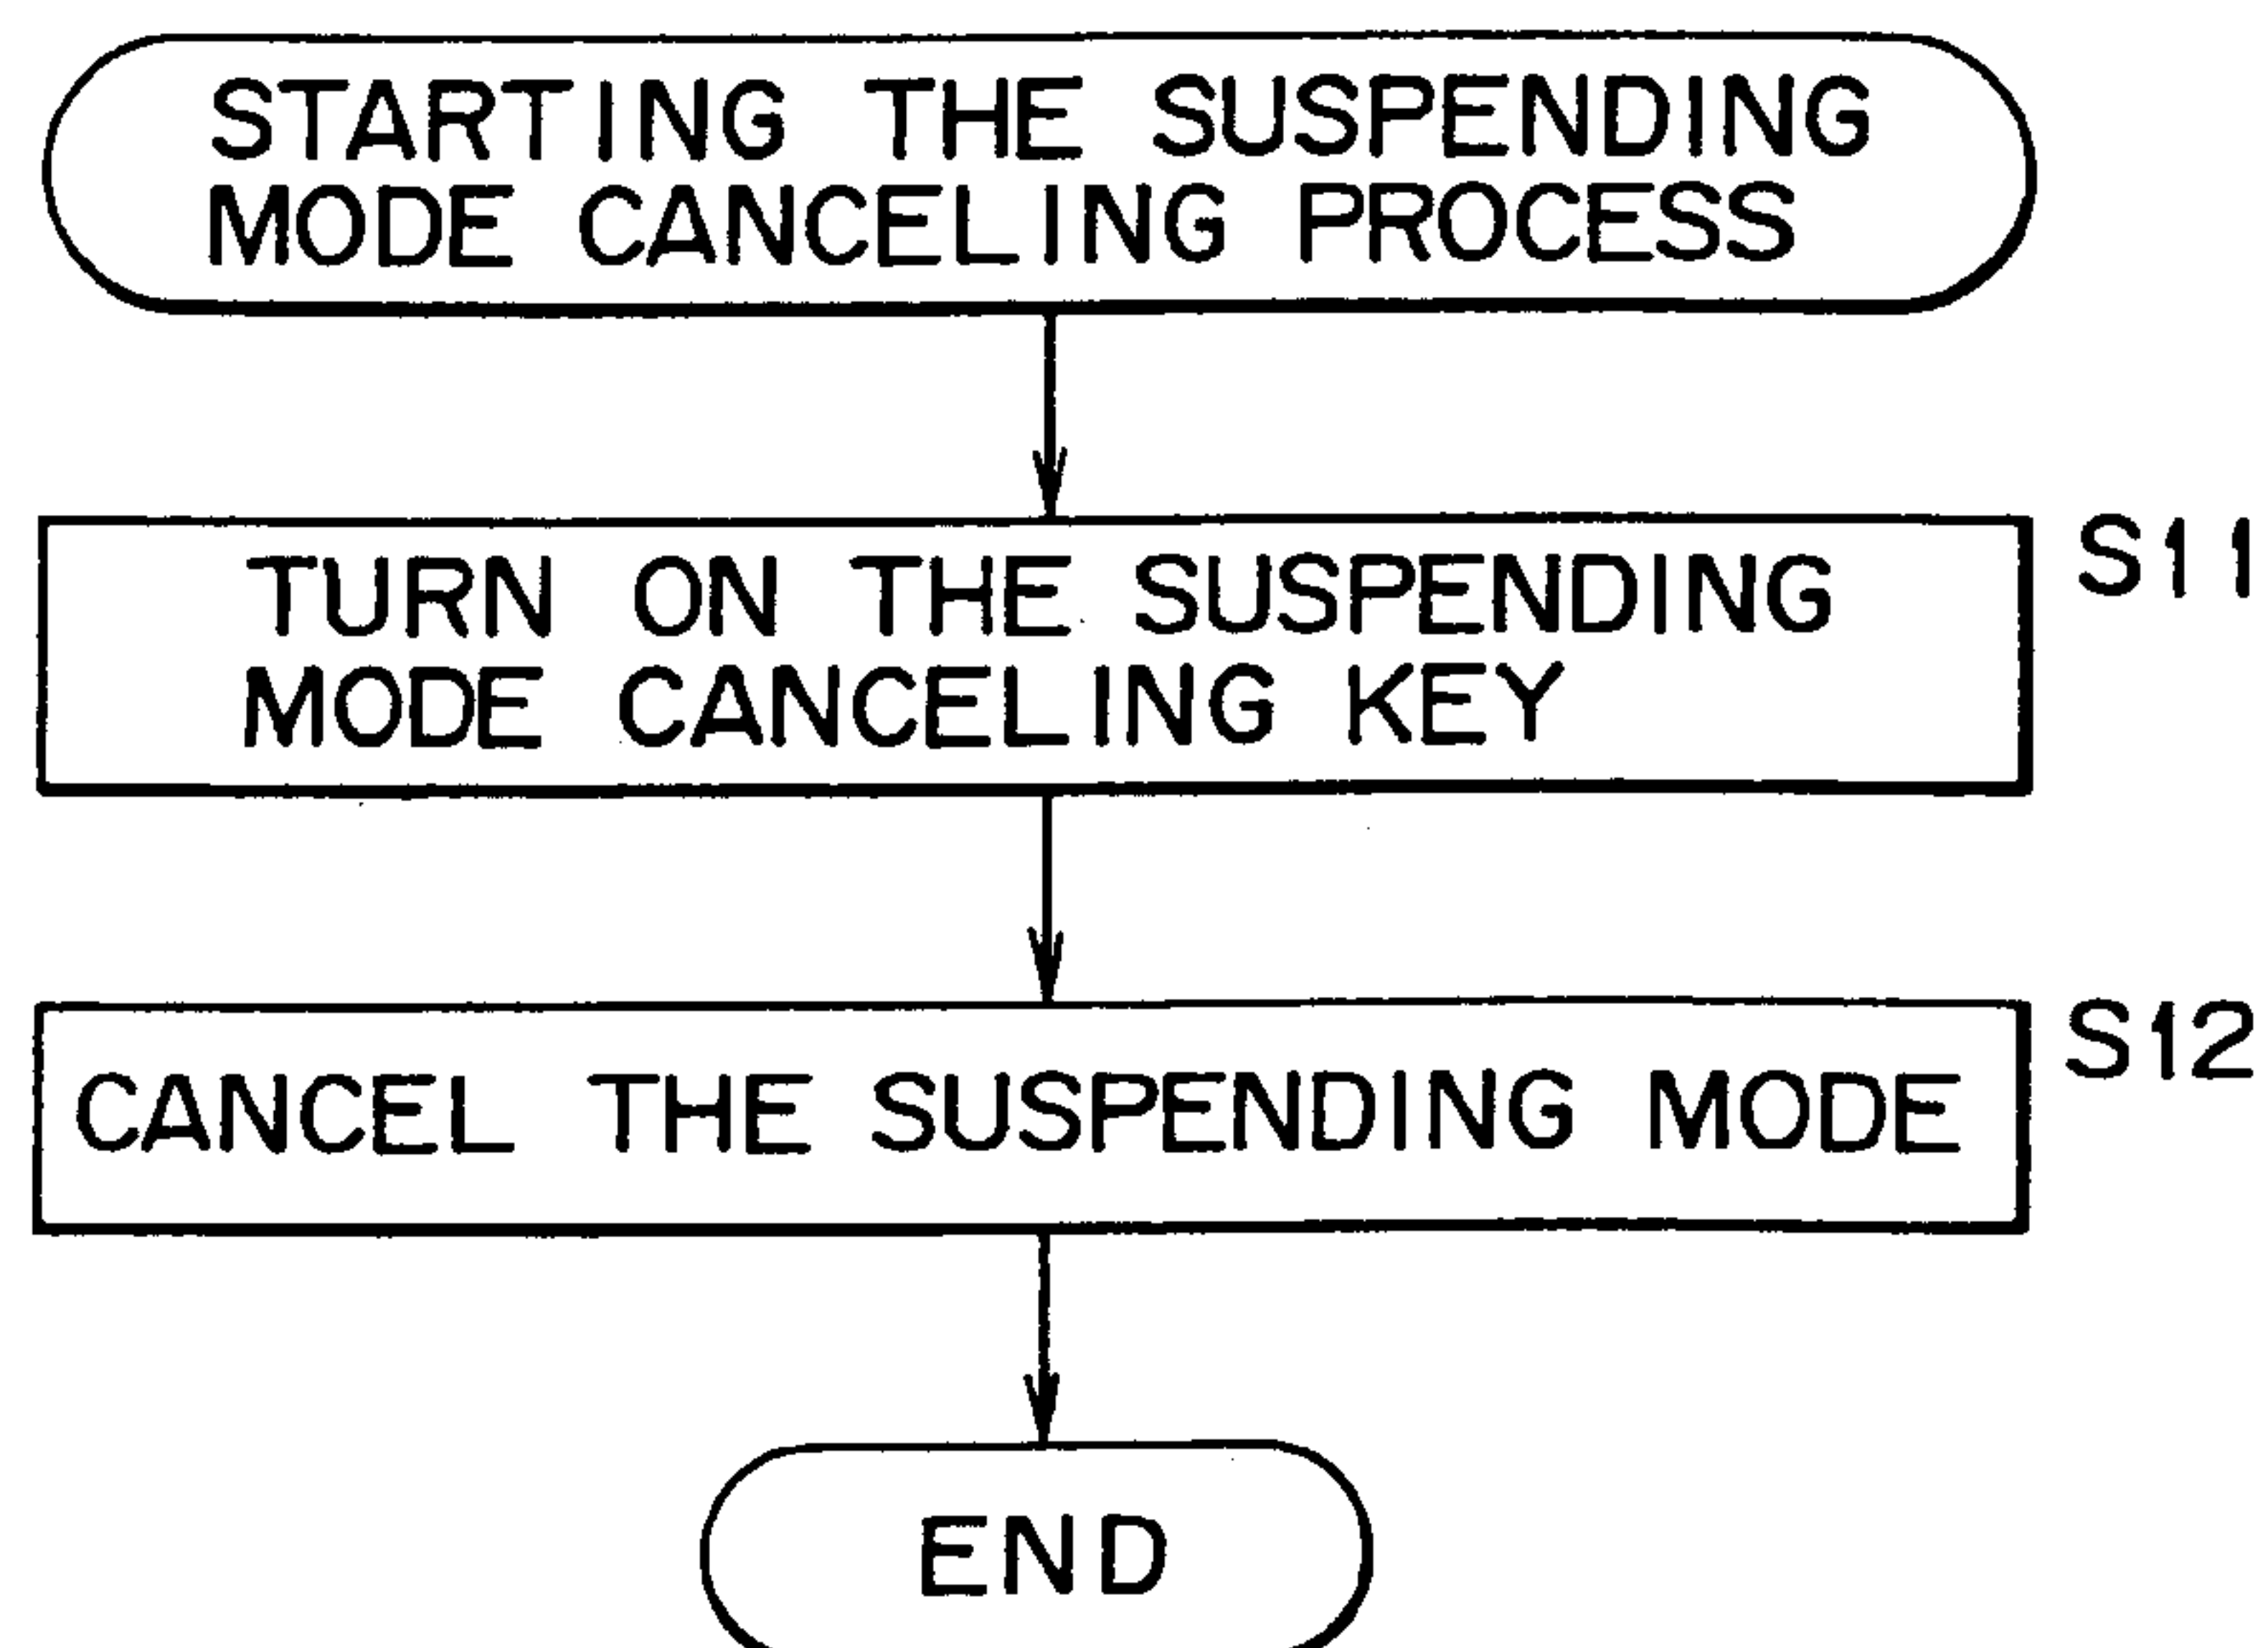 STARTING THE SUSPENDING
MODE CANCELING PROCESS
TURN ON THE SUSPENDING
MODE CANCELING KEY
S11
CANCEL THE SUSPENDING MODE
S12
END